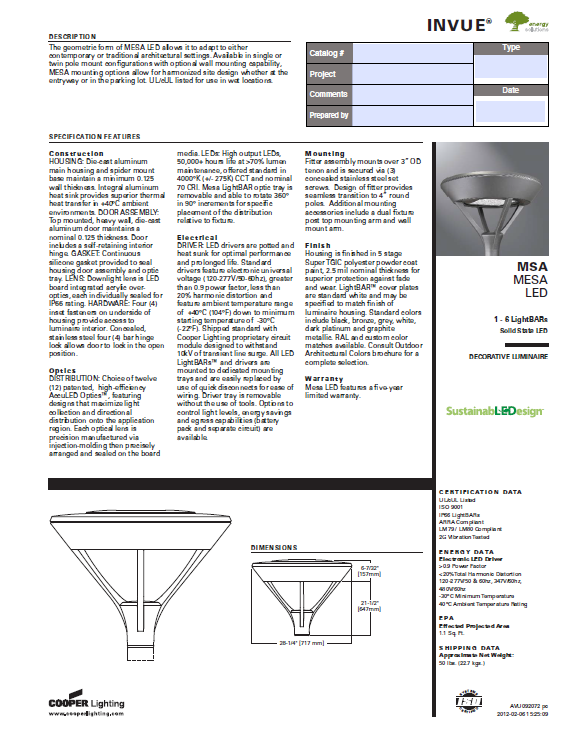 INVUE®
energy
solutions
DESCRIPTION
The geometric form of MESA LED allows it to adapt to either
contemporary or traditional architectural settings. Available in single or
twin pole mount configurations with optional wall mounting capability,
MESA mounting options allow for harmonized site design whether at the
entryway or in the parking lot. UL/cUL listed for use in wet locations.
Catalog #
Type
Project
Comments
Date
Prepared by
SPECIFICATION FEATURES
Construction
HOUSING: Die-cast aluminum
main housing and spider mount
base maintain a minimum 0.125
wall thickness. Integral aluminum
heat sink provides superior thermal
heat transfer in +40°C ambient
environments. DOOR ASSEMBLY:
Top mounted, heavy wall, die-cast
aluminum door maintains a
nominal 0.125 thickness. Door
includes a self-retaining interior
hinge. GASKET: Continuous
silicone gasket provided to seal
housing door assembly and optic
tray. LENS: Downlight lens is LED
board integrated acrylic over-
optics, each individually sealed for
IP66 rating. HARDWARE: Four (4)
inset fasteners on underside of
housing provide access to
luminaire interior. Concealed,
stainless steel four (4) bar hinge
lock allows door to lock in the open
position.
Optics
DISTRIBUTION: Choice of twelve
(12) patented, high-efficiency
AccuLED Optics™, featuring
designs that maximize light
collection and directional
distribution onto the application
region. Each optical lens is
precision manufactured via
injection-molding then precisely
arranged and sealed on the board
media. LEDs: High output LEDs,
50,000+ hours life at >70% lumen
maintenance, offered standard in
4000°K (+/- 275K) CCT and nominal
70 CRI. Mesa LightBAR optic tray is
removable and able to rotate 360°
in 90° increments for specific
placement of the distribution
relative to fixture.
Electrical
DRIVER: LED drivers are potted and
heat sunk for optimal performance
and prolonged life. Standard
drivers feature electronic universal
voltage (120-277V/50-60hz), greater
than 0.9 power factor, less than
20% harmonic distortion and
feature ambient temperature range
of +40°C (104°F) down to minimum
starting temperature of -30°C
(-22°F). Shipped standard with
Cooper Lighting proprietary circuit
module designed to withstand
10kV of transient line surge. All LED
LightBARs™ and drivers are
mounted to dedicated mounting
trays and are easily replaced by
use of quick disconnects for ease of
wiring. Driver tray is removable
without the use of tools. Options to
control light levels, energy savings
and egress capabilities (battery
pack and separate circuit) are
available.
Mounting
Fitter assembly mounts over 3" OD
tenon and is secured via (3)
concealed stainless steel set
screws. Design of fitter provides
seamless transition to 4" round
poles. Additional mounting
accessories include a dual fixture
post top mounting arm and wall
mount arm.
Finish
Housing is finished in 5 stage
Super TGIC polyester powder coat
paint, 2.5 mil nominal thickness for
superior protection against fade
and wear. LightBAR™ cover plates
are standard white and may be
specified to match finish of
luminaire housing. Standard colors
include black, bronze, grey, white,
dark platinum and graphite
metallic. RAL and custom color
matches available. Consult Outdoor
Architectural Colors brochure for a
complete selection.
Warranty
Mesa LED features a five-year
limited warranty.
MSA
MESA
LED
1 - 6 LightBARs
Solid State LED
DECORATIVE LUMINAIRE
SustainabLEDesign
DIMENSIONS
6-7/32"
[157mm]
21-1/2"
[647mm]
28-1/4" [717 mm]
CERTIFICATION DATA
UL/cUL Listed
ISO 9001
IP66 LightBARs
ARRA Compliant
LM79 / LM80 Compliant
2G Vibration Tested
ENERGY DATA
Electronic LED Driver
>0.9 Power Factor
<20% Total Harmonic Distortion
120-277V/50 & 60hz, 347V/60hz,
480V/60hz
-30°C Minimum Temperature
40°C Ambient Temperature Rating
EPA
Effected Projected Area
1.1 Sq. Ft.
SHIPPING DATA
Approximate Net Weight:
50 lbs. (22.7 kgs.)
COOPER Lighting
www.cooperlighting.com
AVU092072 pc
2012-02-06 15:25:09